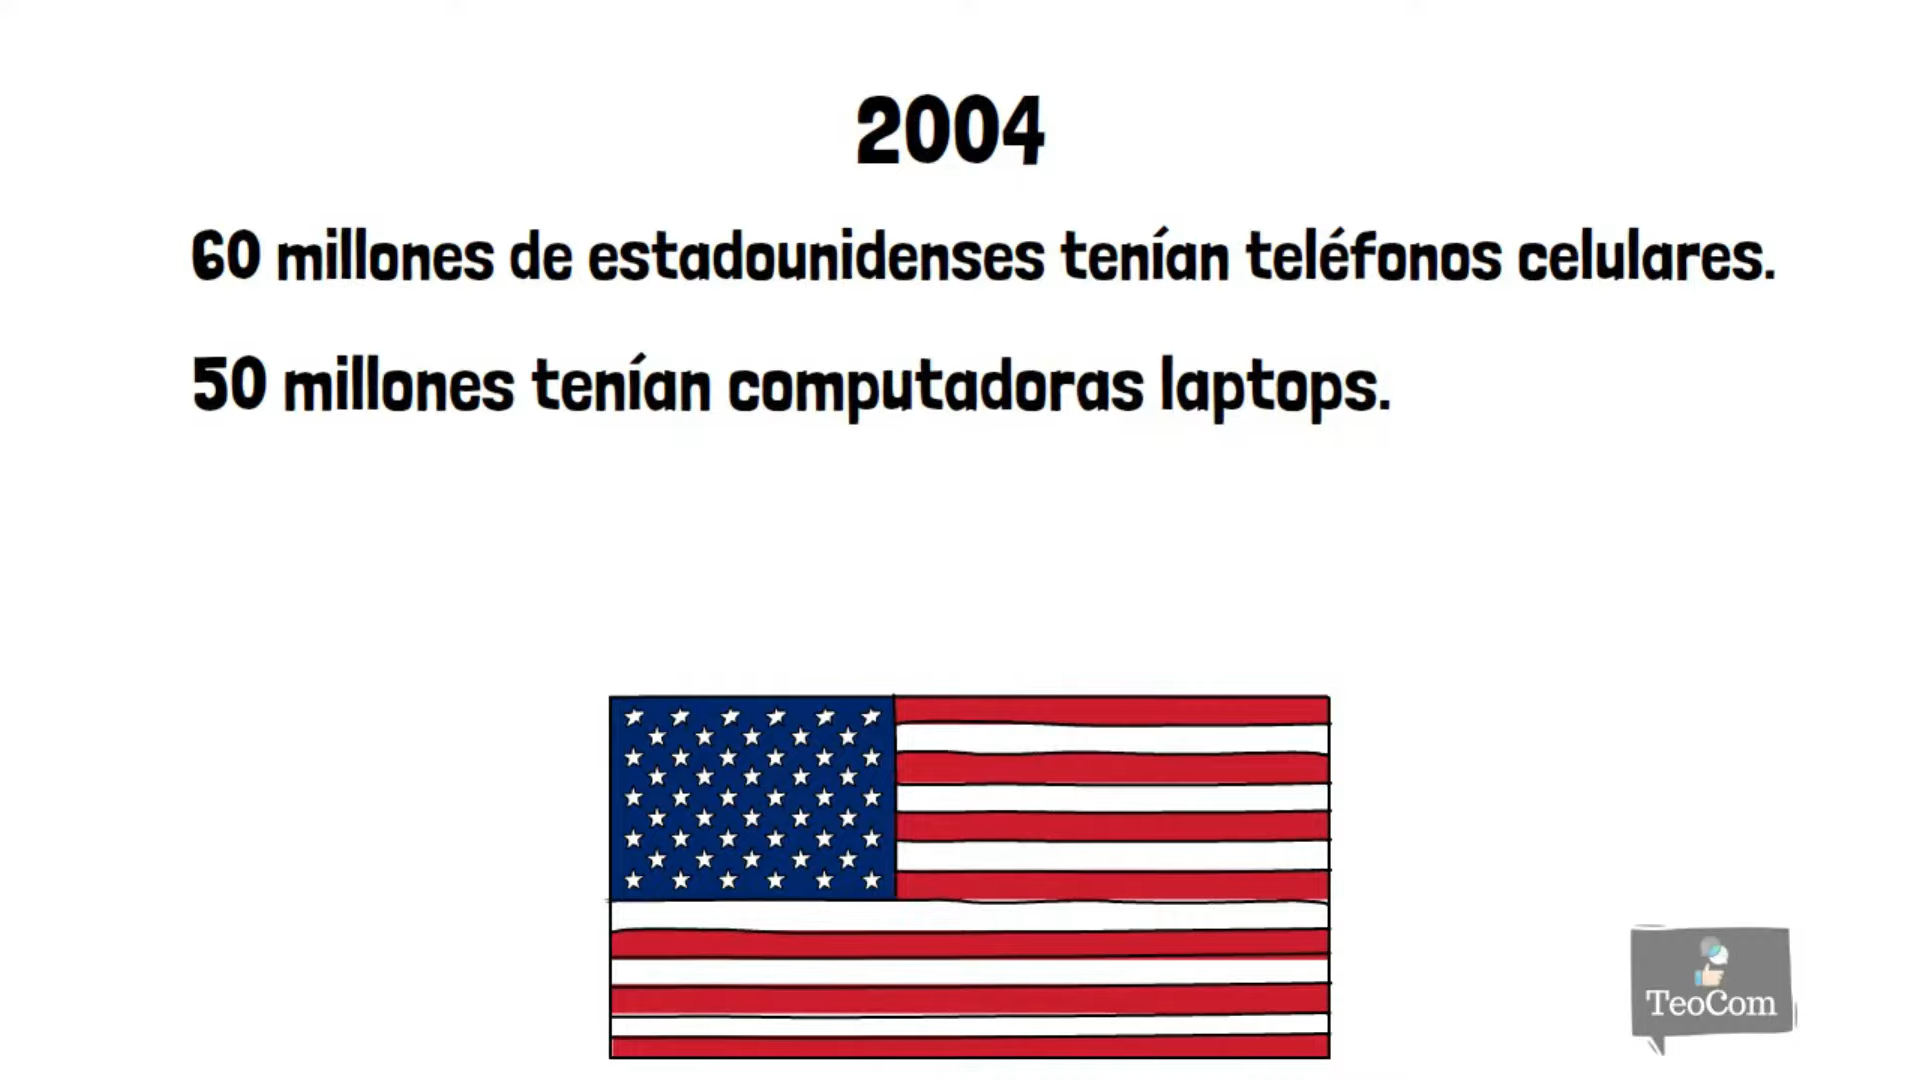 2004
60 millones de estadounidenses tenían teléfonos celulares.
50 millones tenían computadoras laptops.
TeoCom